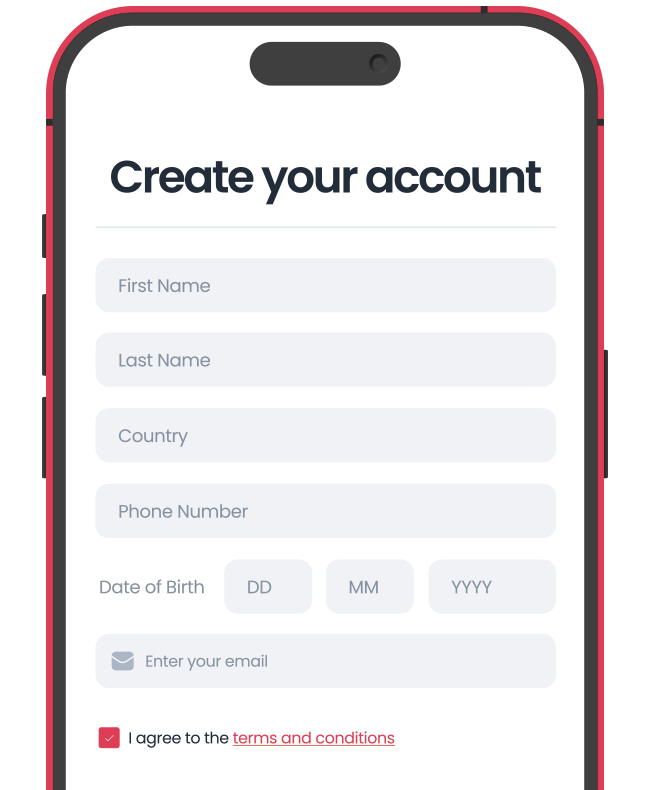 Create your account
First Name
Last Name
Country
Phone Number
Date of Birth DD MM YYYY
Enter your email
I agree to the terms and conditions